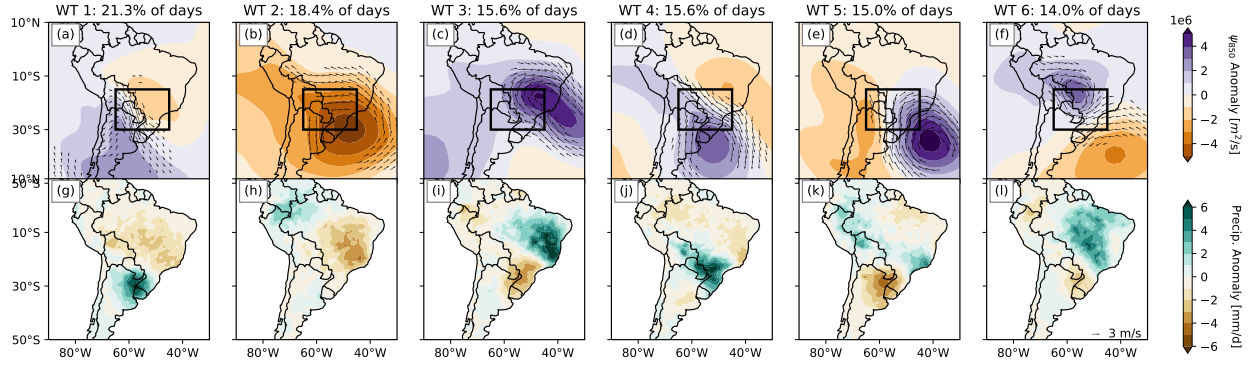 WT 1: 21.3% of days
WT 2: 18.4% of days
WT 3: 15.6% of days
WT 4: 15.6% of days
WT 5: 15.0% of days
WT 6: 14.0% of days
10°N
(a)
(b)
(c)
(d)
(e)
(f)
10°S
30°S
50°S
1e6
4
2
0
−2
−4
ψ850 Anomaly [m²/s]
10°N
(g)
(h)
(i)
(j)
(k)
(l)
10°S
30°S
50°S
80°W 60°W 40°W
80°W 60°W 40°W
80°W 60°W 40°W
80°W 60°W 40°W
80°W 60°W 40°W
80°W 60°W 40°W
3 m/s
6
4
2
0
−2
−4
−6
Precip. Anomaly [mm/d]